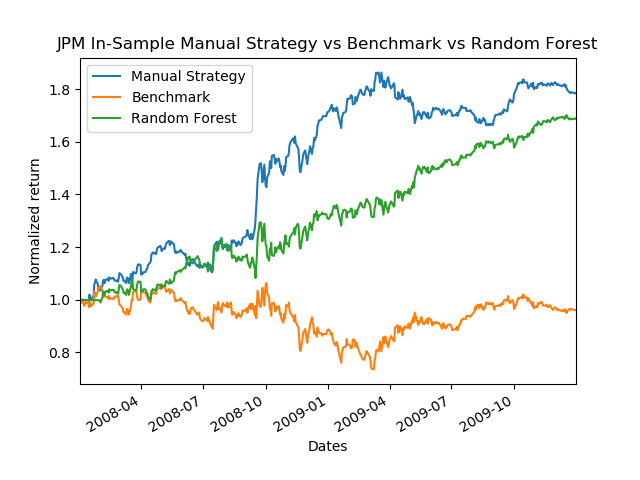 JPM In-Sample Manual Strategy vs Benchmark vs Random Forest
Manual Strategy
Benchmark
Random Forest
Normalized return
1.8
1.6
1.4
1.2
1.0
0.8
2008-04
2008-07
2008-10
2009-01
2009-04
2009-07
2009-10
Dates